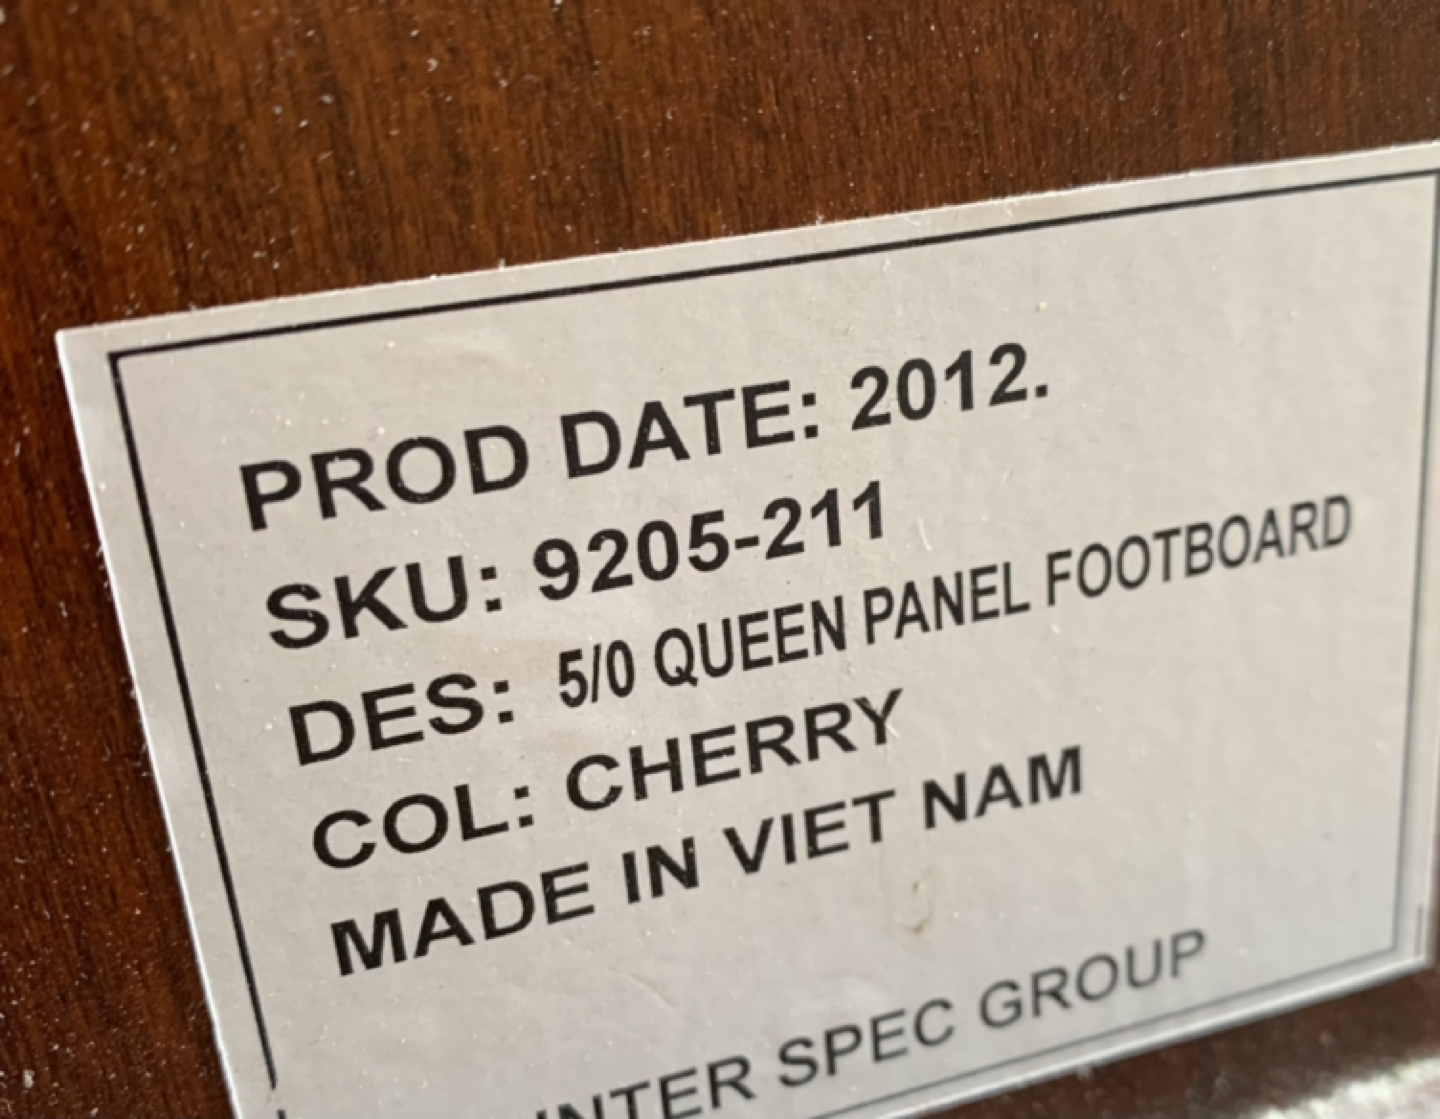 PROD DATE: 2012.
SKU: 9205-211
DES: 5/0 QUEEN PANEL FOOTBOARD
COL: CHERRY
MADE IN VIET NAM
INTER SPEC GROUP